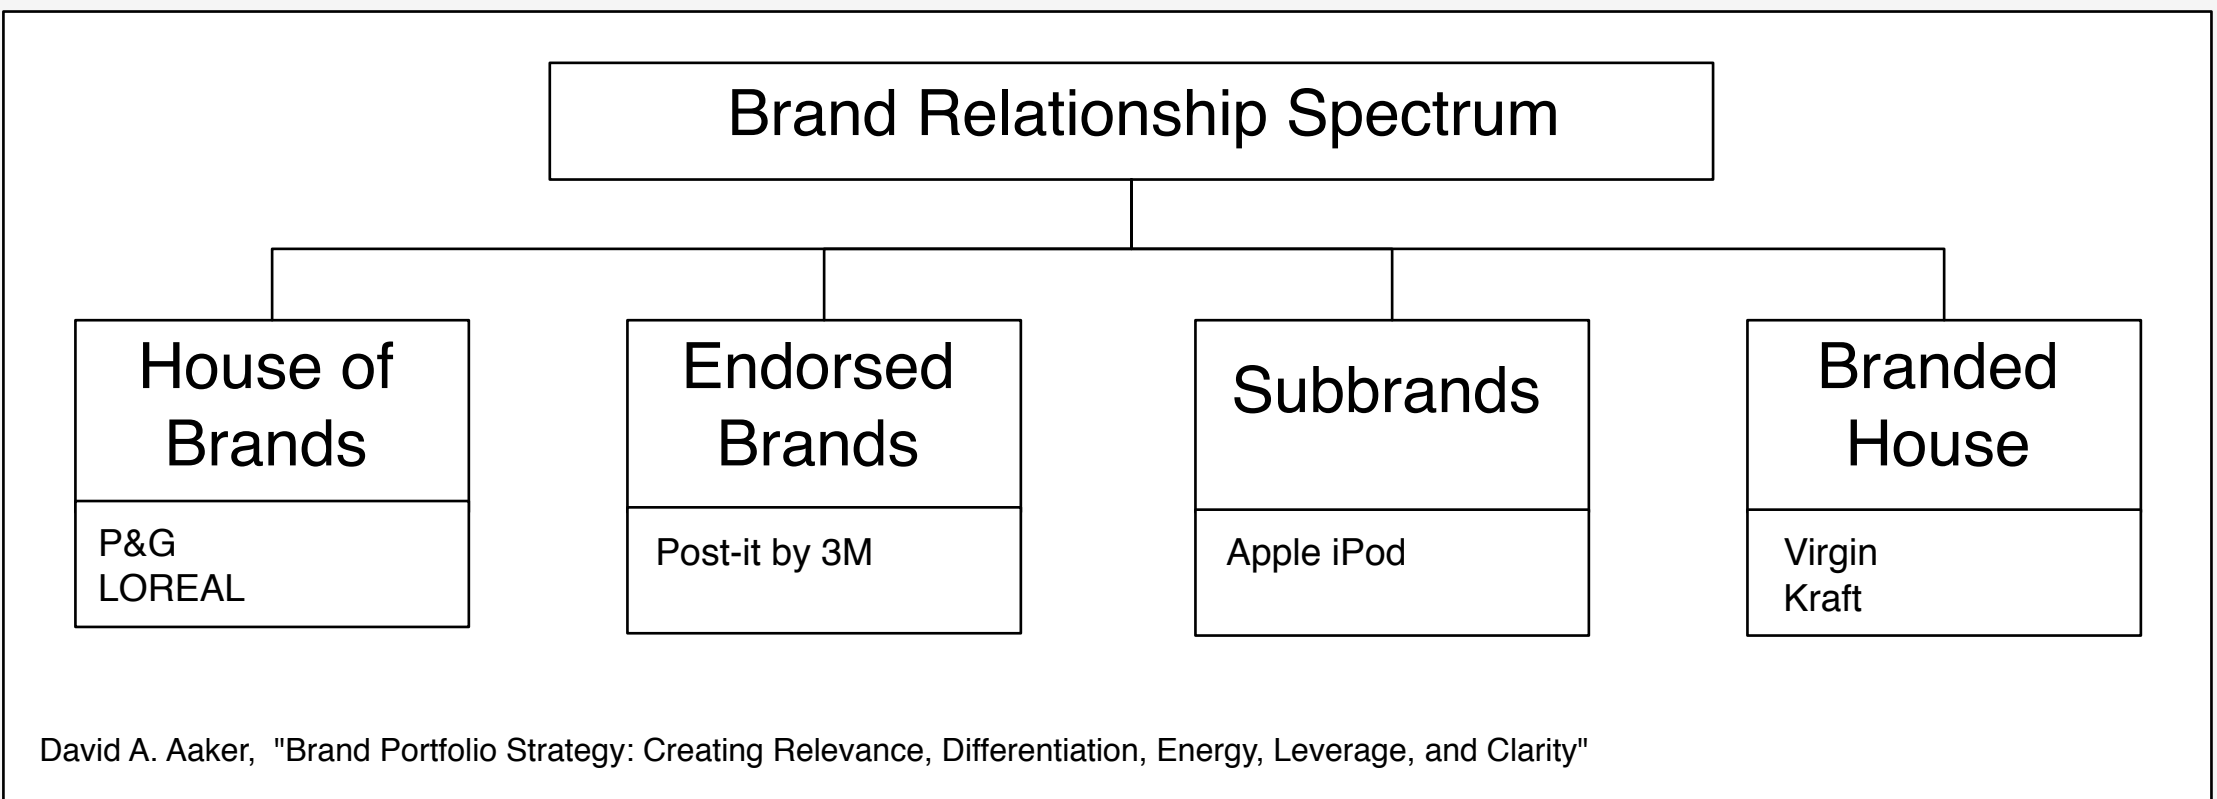 Brand Relationship Spectrum
House of
Brands
P&G
LOREAL
Endorsed
Brands
Post-it by 3M
Subbrands
Apple iPod
Branded
House
Virgin
Kraft
David A. Aaker,  "Brand Portfolio Strategy: Creating Relevance, Differentiation, Energy, Leverage, and Clarity"